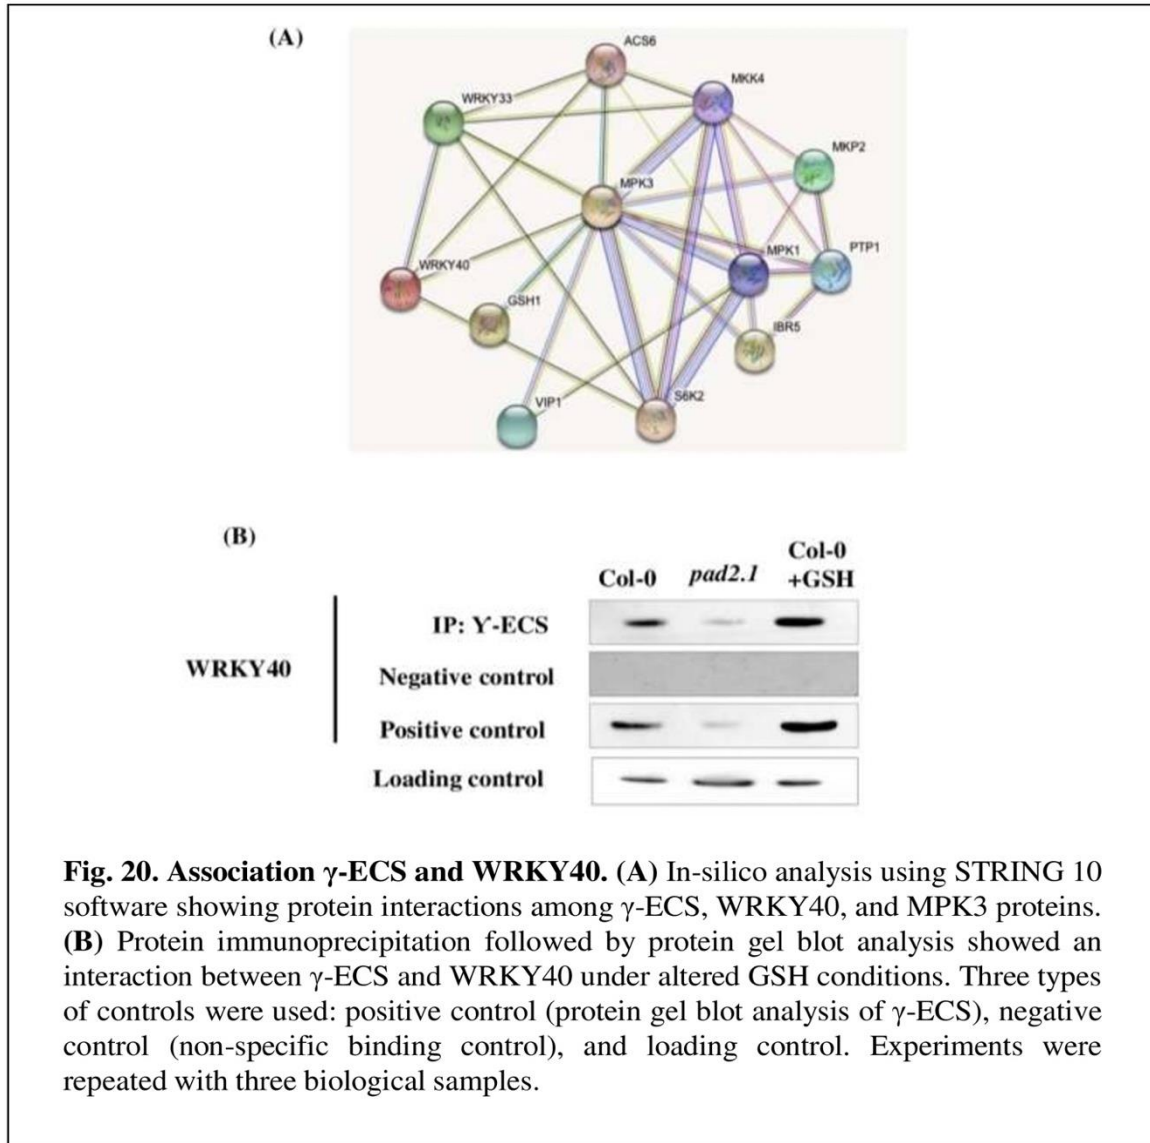 (A)
ACS6
MKK4
WRKY33
MKP2
MPK3
PTP1
MPK1
WRKY40
GSH1
IBR5
S6K2
VIP1
(B)
Col-0 pad2.1 Col-0 +GSH
IP: ϒ-ECS
WRKY40
Negative control
Positive control
Loading control
Fig. 20. Association γ-ECS and WRKY40. (A) In-silico analysis using STRING 10
software showing protein interactions among γ-ECS, WRKY40, and MPK3 proteins.
(B) Protein immunoprecipitation followed by protein gel blot analysis showed an
interaction between γ-ECS and WRKY40 under altered GSH conditions. Three types
of controls were used: positive control (protein gel blot analysis of γ-ECS), negative
control (non-specific binding control), and loading control. Experiments were
repeated with three biological samples.